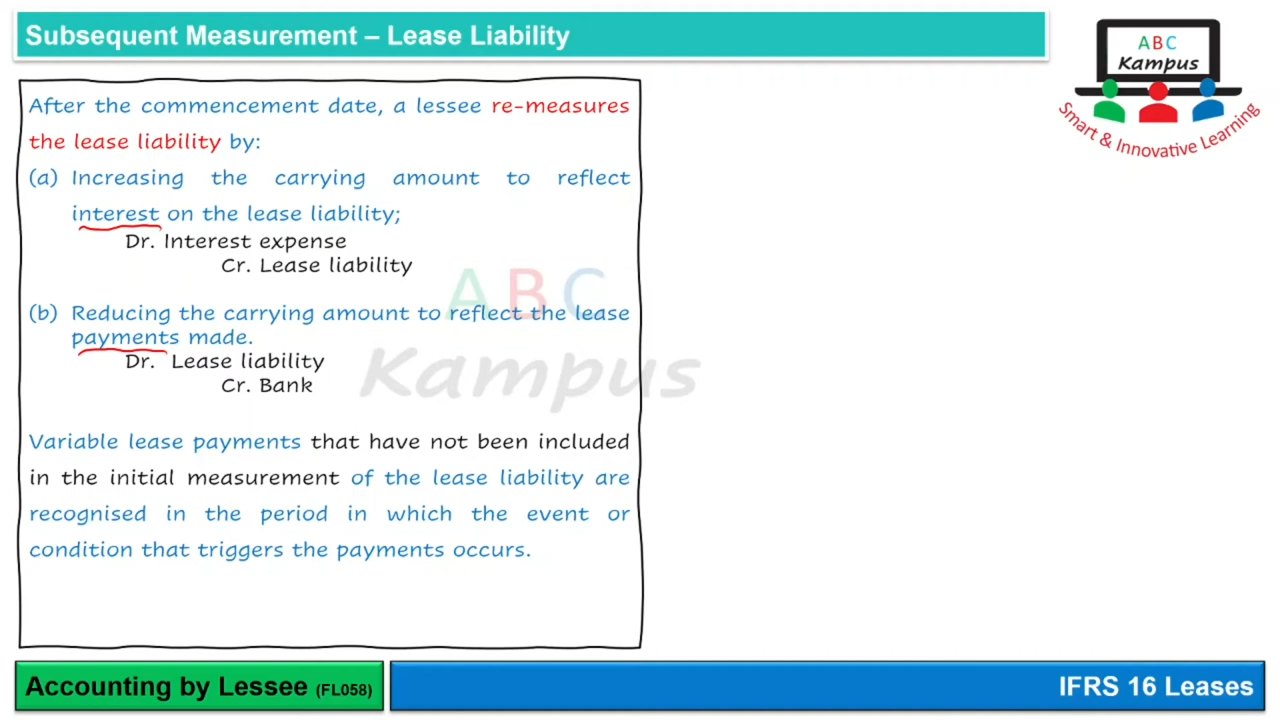 Subsequent Measurement – Lease Liability
ABC
Kampus
Smart & Innovative Learning
After the commencement date, a lessee re-measures
the lease liability by:
(a) Increasing the carrying amount to reflect
interest on the lease liability;
Dr. Interest expense
Cr. Lease liability
(b) Reducing the carrying amount to reflect the lease
payments made.
Dr. Lease liability
Cr. Bank
ABC
Kampus
Variable lease payments that have not been included
in the initial measurement of the lease liability are
recognised in the period in which the event or
condition that triggers the payments occurs.
Accounting by Lessee (FL058)
IFRS 16 Leases